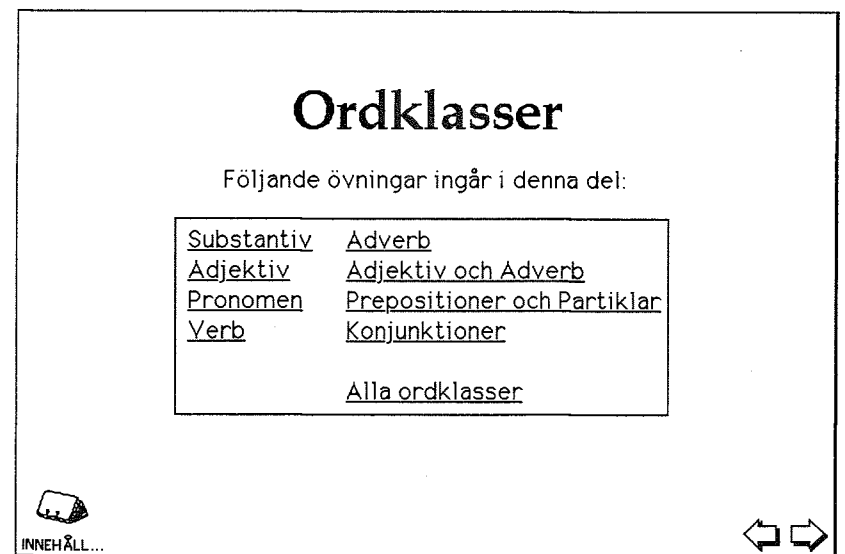 Ordklasser
Följande övningar ingår i denna del:
Substantiv Adverb
Adjektiv Adjektiv och Adverb
Pronomen Prepositioner och Partiklar
Verb Konjunktioner
Alla ordklasser
INNEHÅLL...